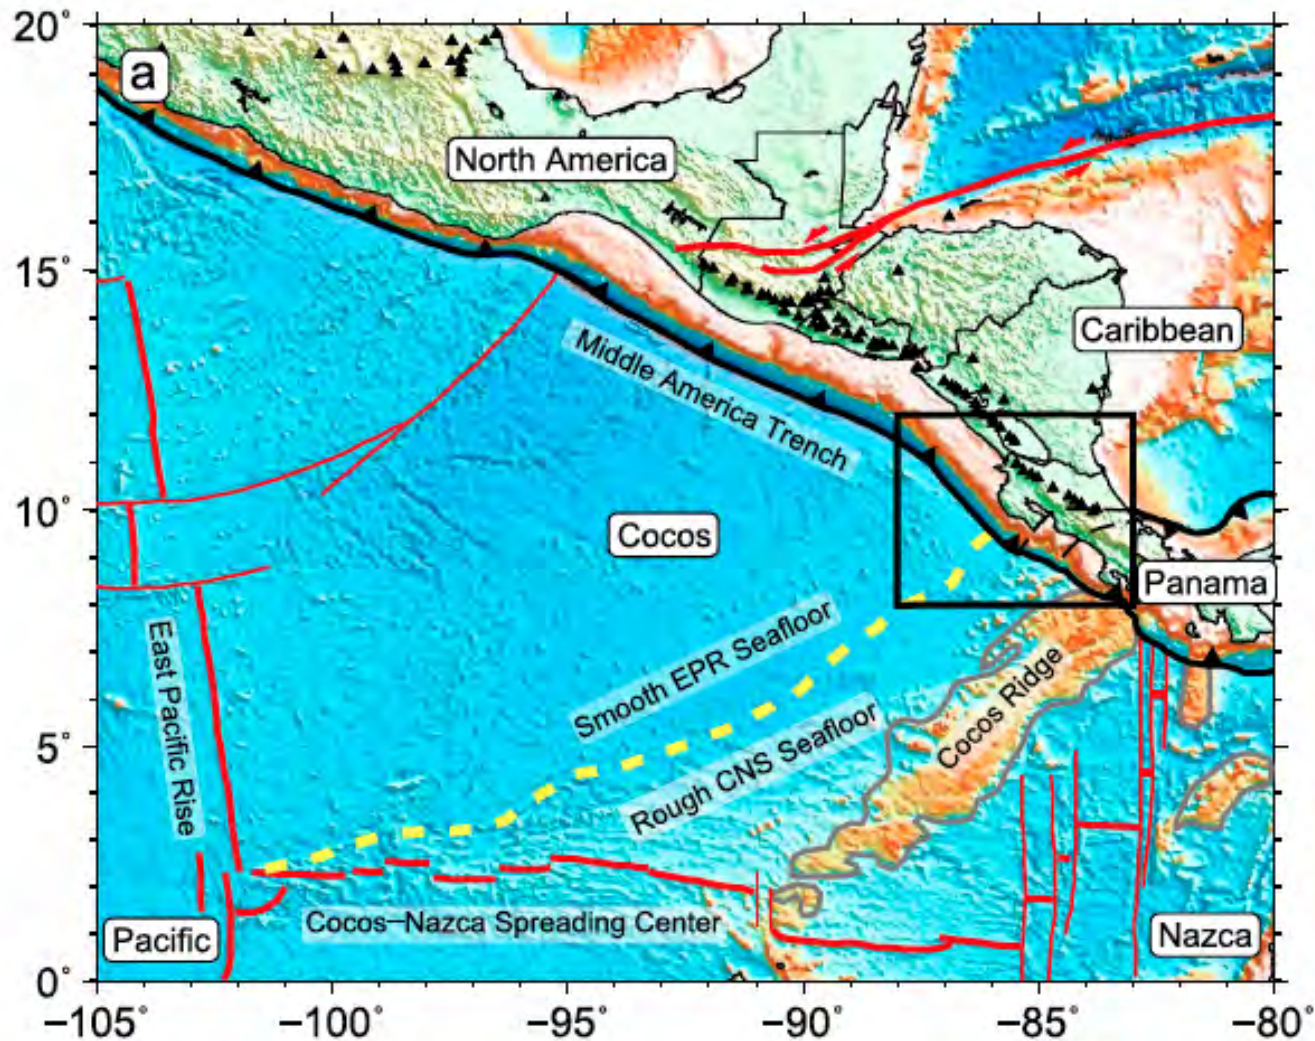 20°
a
North America
15°
Caribbean
Middle America Trench
10°
Cocos
Panama
Smooth EPR Seafloor
East Pacific Rise
Cocos Ridge
5°
Rough CNS Seafloor
Cocos–Nazca Spreading Center
Pacific
Nazca
0°
−105° −100° −95° −90° −85° −80°